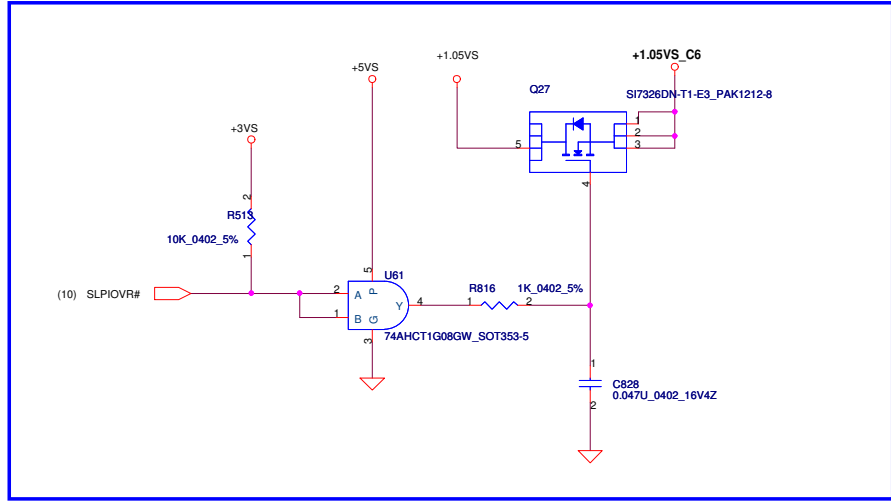 +1.05VS
+1.05VS_C6
+5VS
Q27
SI7326DN-T1-E3_PAK1212-8
1
2
3
5
4
+3VS
2
R513
10K_0402_5%
1
5
U61
(10) SLPIOVR#
2
A
P
Y
4
1
B
G
3
74AHCT1G08GW_SOT353-5
R816
1K_0402_5%
1
2
1
C828
0.047U_0402_16V4Z
2